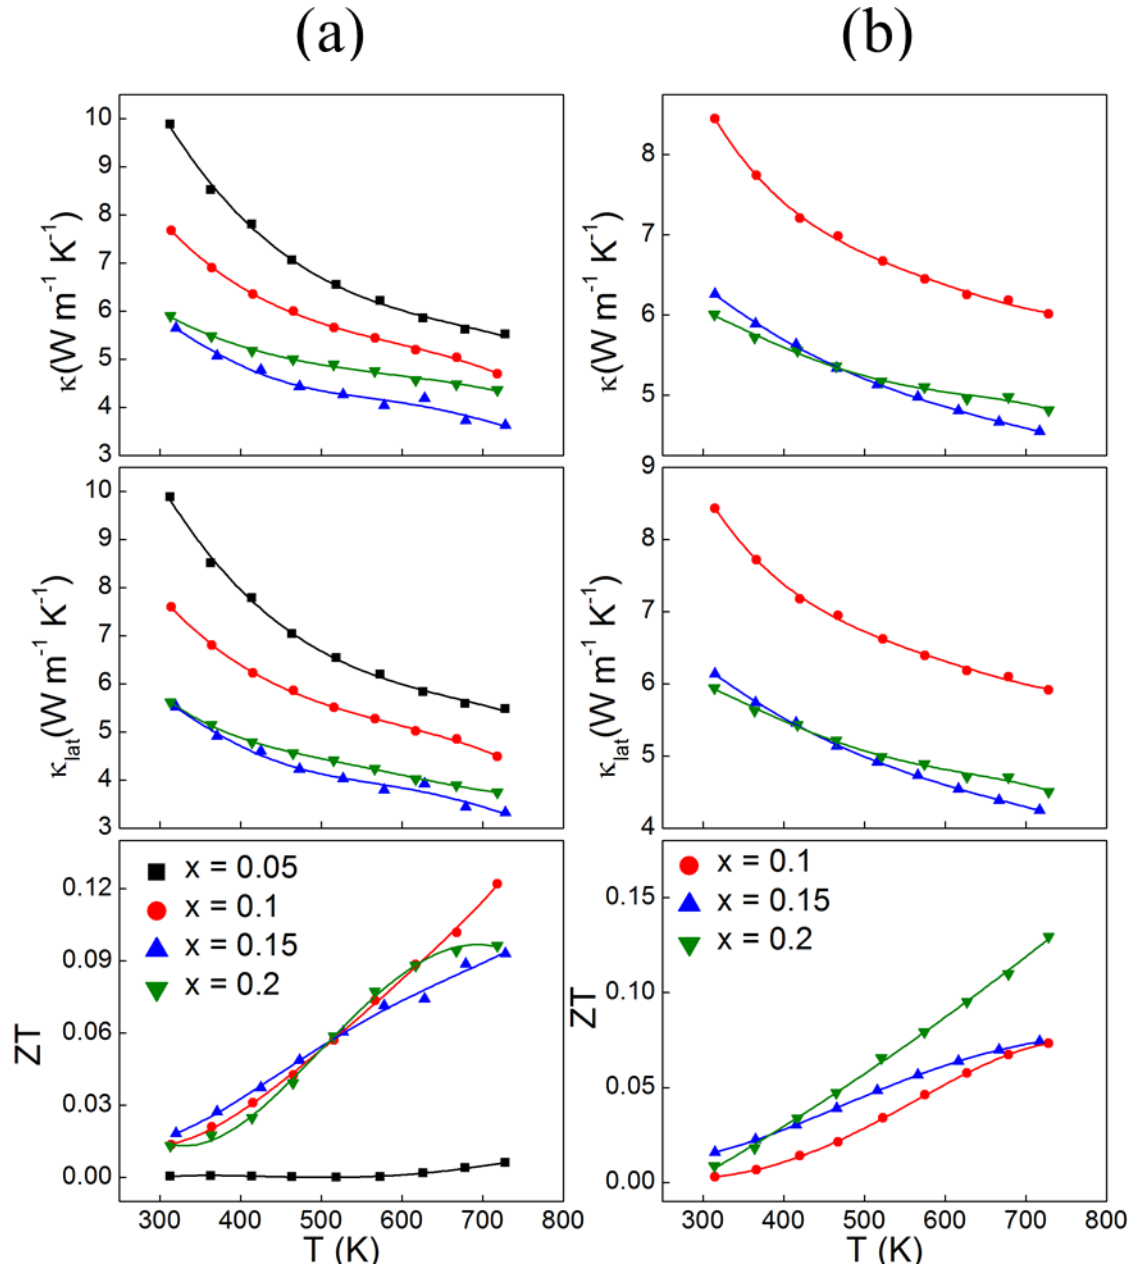 (a)
(b)
κ(W m⁻¹ K⁻¹)
10
9
8
7
6
5
4
3
κ(W m⁻¹ K⁻¹)
8
7
6
5
κlat(W m⁻¹ K⁻¹)
10
9
8
7
6
5
4
3
κlat(W m⁻¹ K⁻¹)
9
8
7
6
5
4
ZT
0.12
0.09
0.06
0.03
0.00
x = 0.05
x = 0.1
x = 0.15
x = 0.2
300 400 500 600 700 800
T (K)
ZT
0.15
0.10
0.05
0.00
x = 0.1
x = 0.15
x = 0.2
300 400 500 600 700 800
T (K)